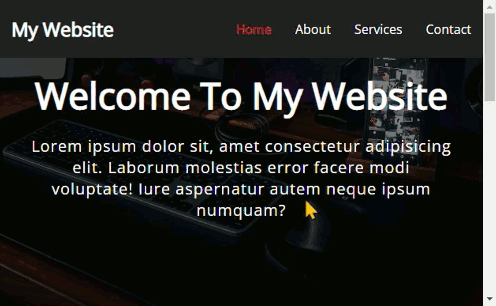 My Website
Home About Services Contact
Welcome To My Website
Lorem ipsum dolor sit, amet consectetur adipisicing
elit. Laborum molestias error facere modi
voluptate! Iure aspernatur autem neque ipsum
numquam?